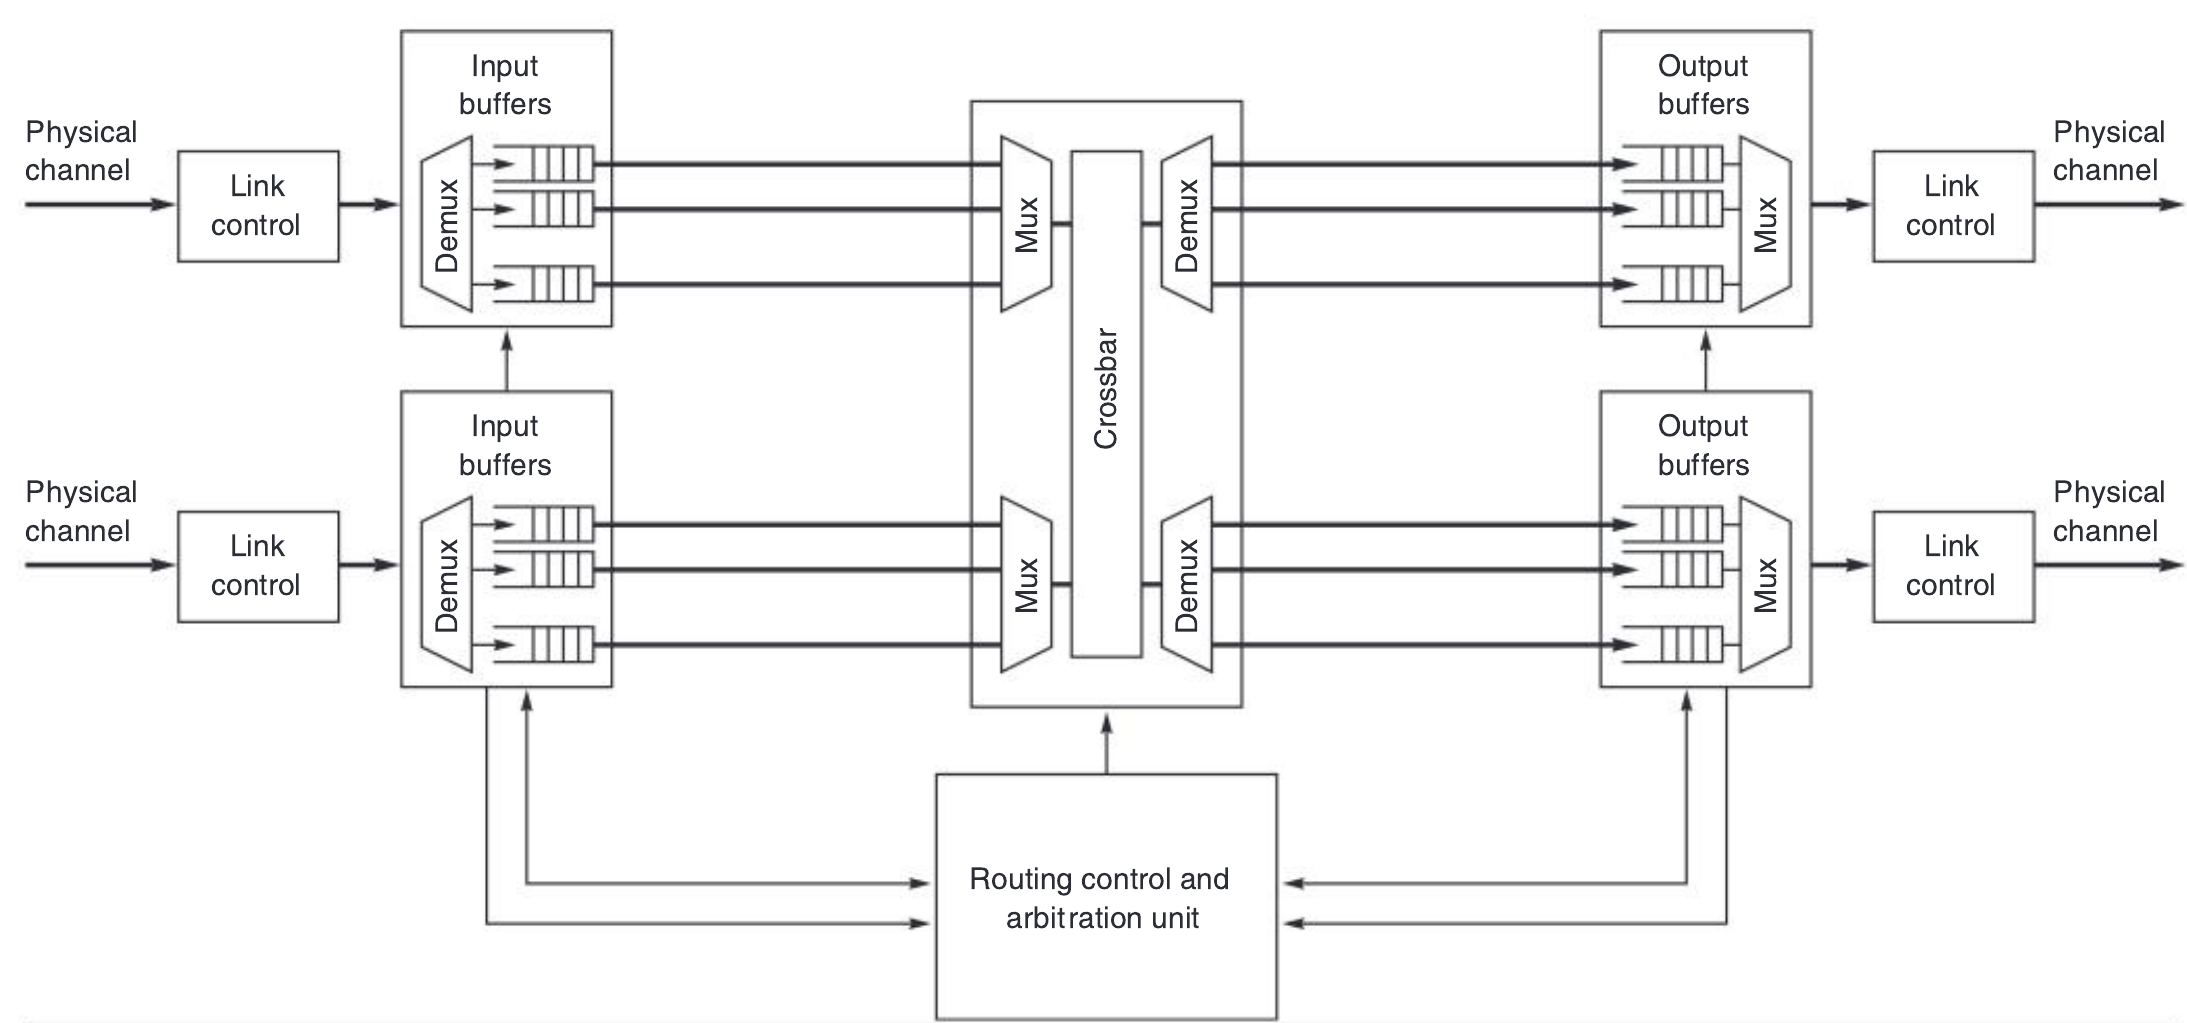 Input
buffers
Output
buffers
Physical
channel
Link
control
Demux
Mux
Crossbar
Demux
Mux
Link
control
Physical
channel
Input
buffers
Output
buffers
Physical
channel
Link
control
Demux
Mux
Demux
Mux
Link
control
Physical
channel
Routing control and
arbitration unit